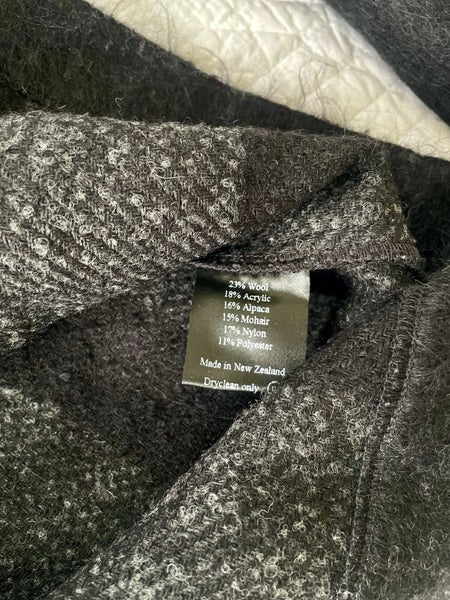 23% Wool
18% Acrylic
16% Alpaca
15% Mohair
17% Nylon
11% Polyester
Made in New Zealand
Dryclean only